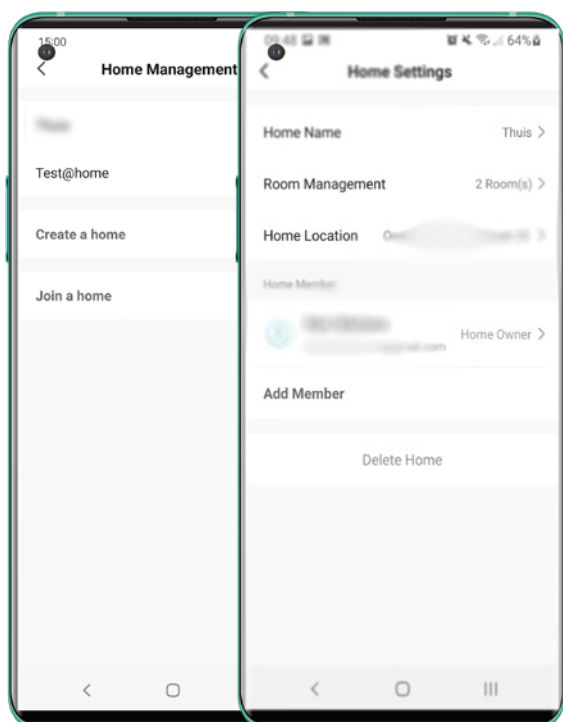 15:00
Home Management
Test@home
Create a home
Join a home
09:48
64%
Home Settings
Home Name
Thuis >
Room Management
2 Room(s) >
Home Location
Home Member
Home Owner >
Add Member
Delete Home